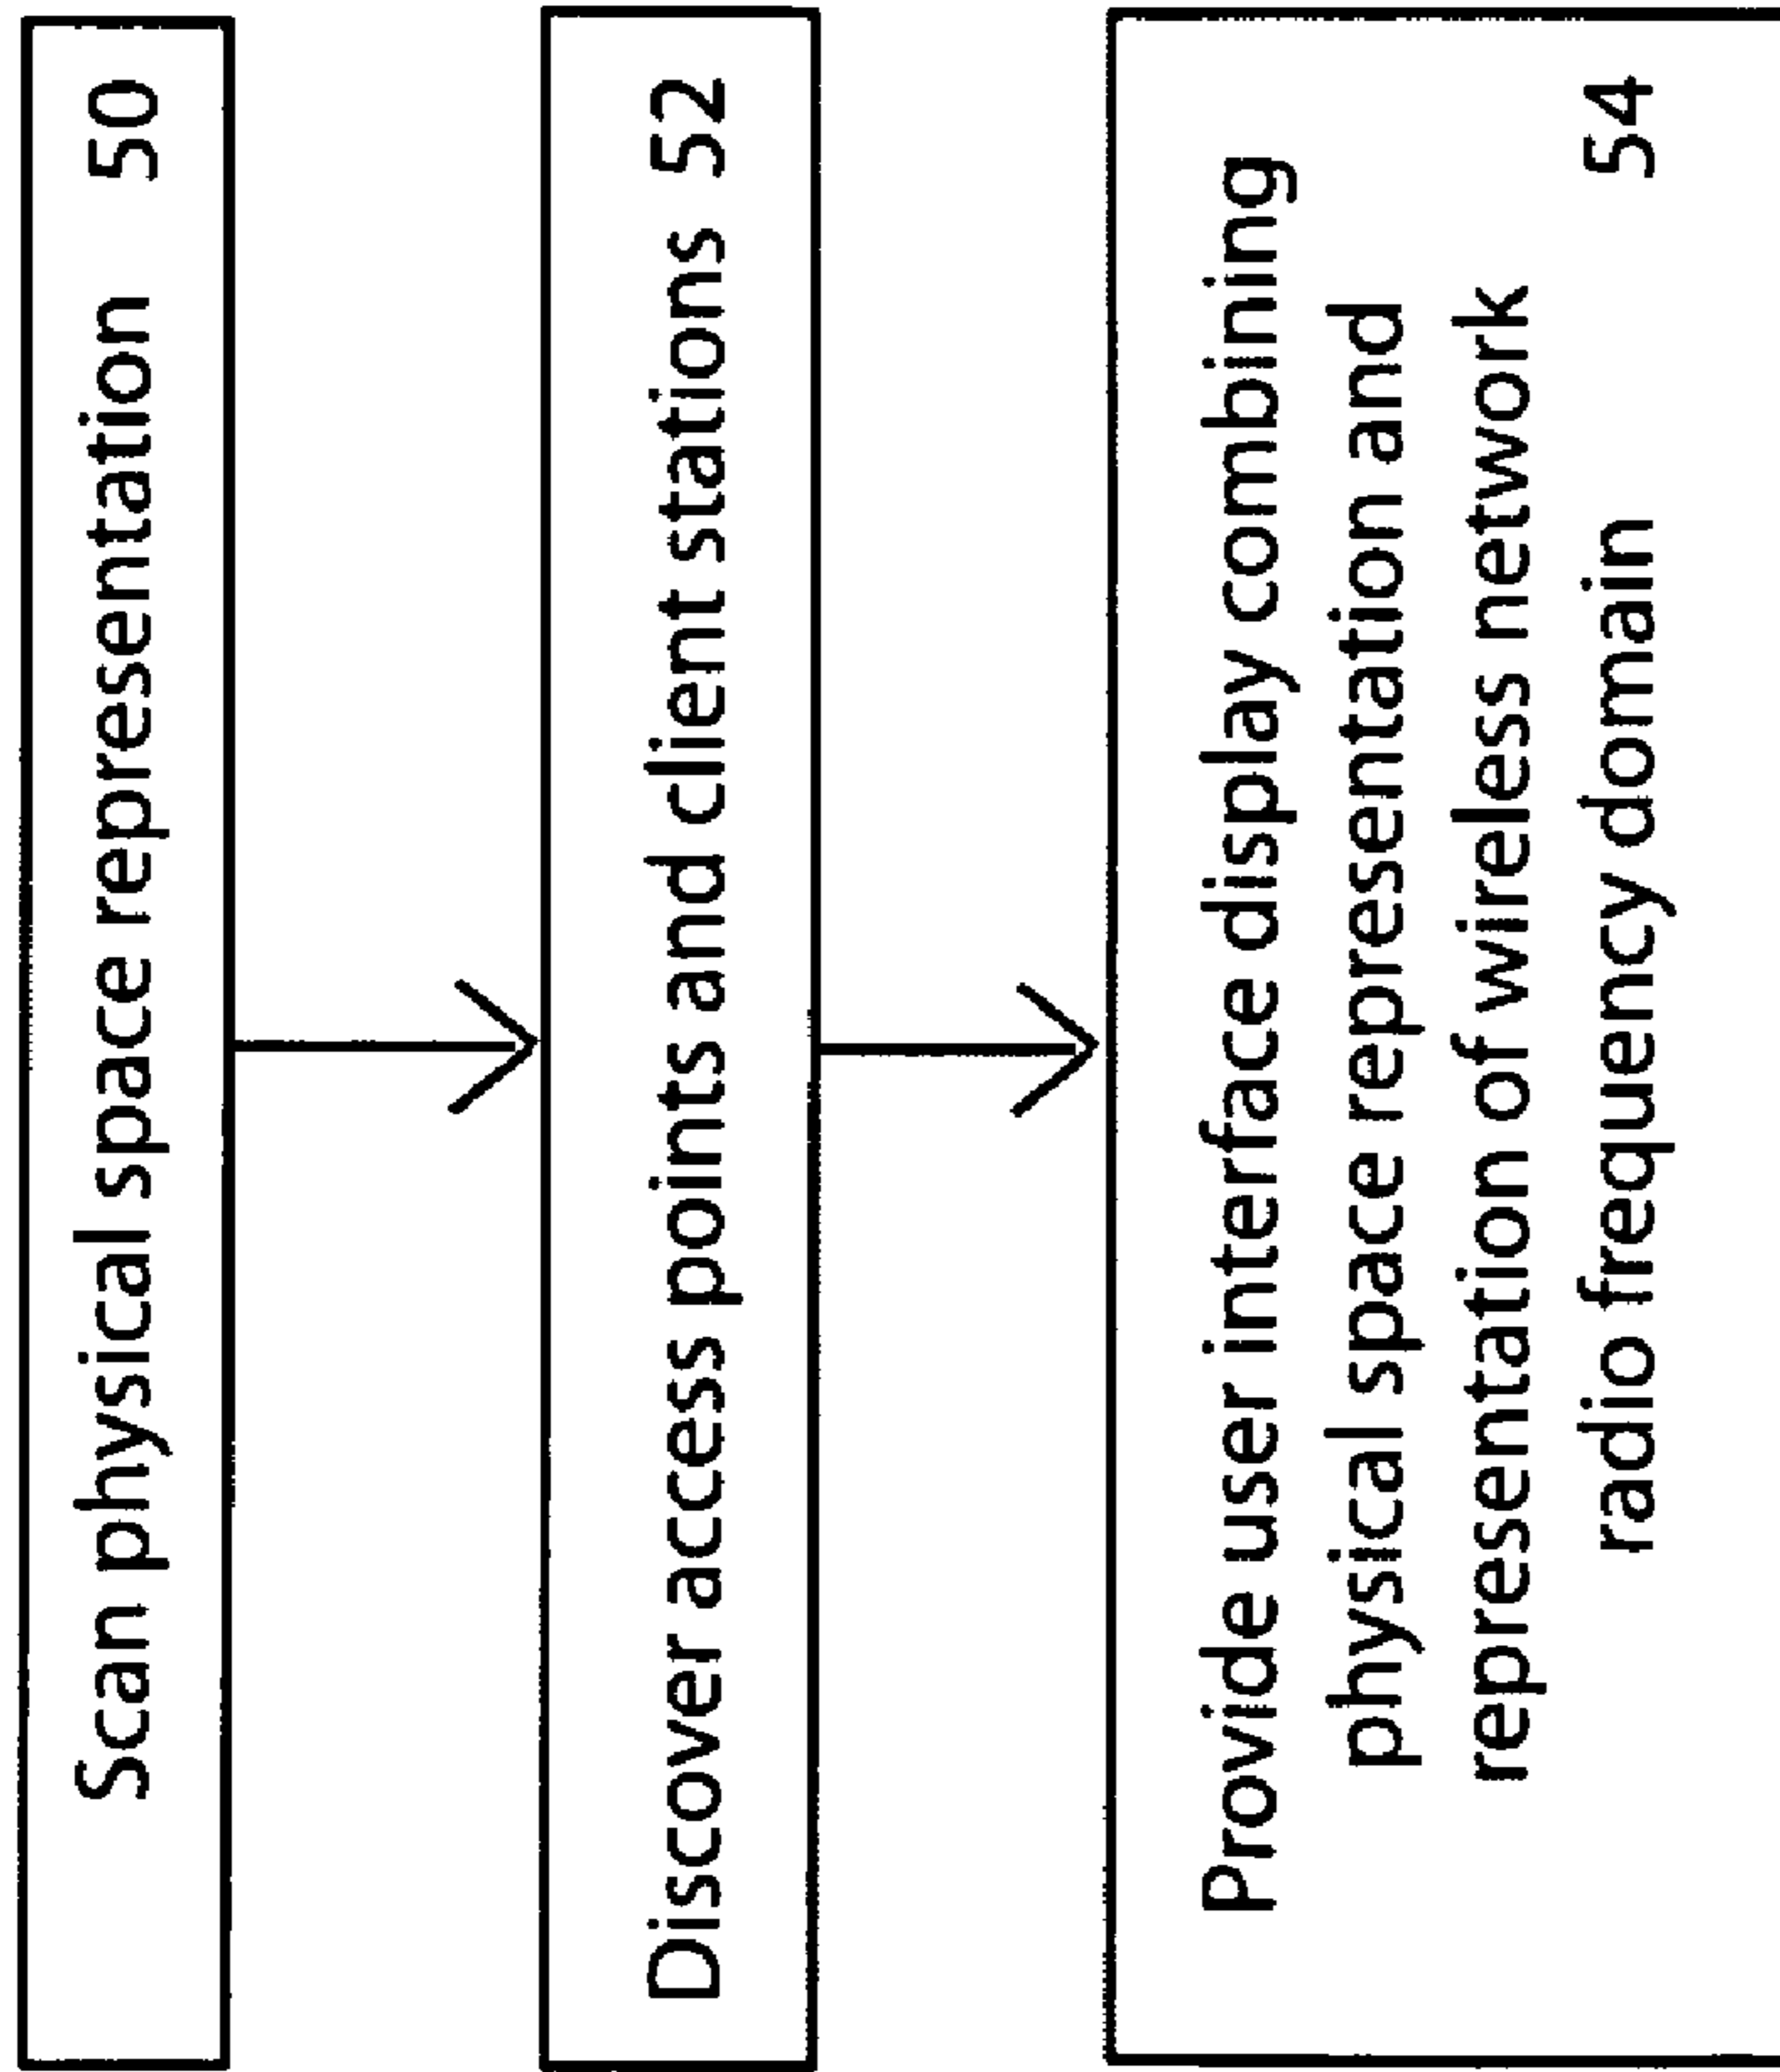 Scan physical space representation 50
Discover access points and client stations 52
Provide user interface display combining
physical space representation and
representation of wireless network
radio frequency domain 54